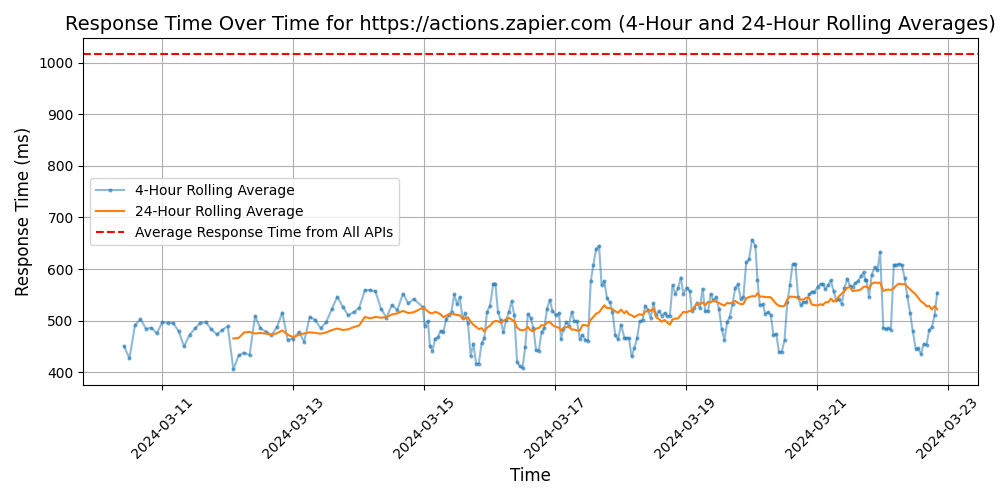 Response Time Over Time for https://actions.zapier.com (4-Hour and 24-Hour Rolling Averages)
Response Time (ms)
1000
900
800
700
600
500
400
4-Hour Rolling Average
24-Hour Rolling Average
Average Response Time from All APIs
2024-03-11
2024-03-13
2024-03-15
2024-03-17
2024-03-19
2024-03-21
2024-03-23
Time